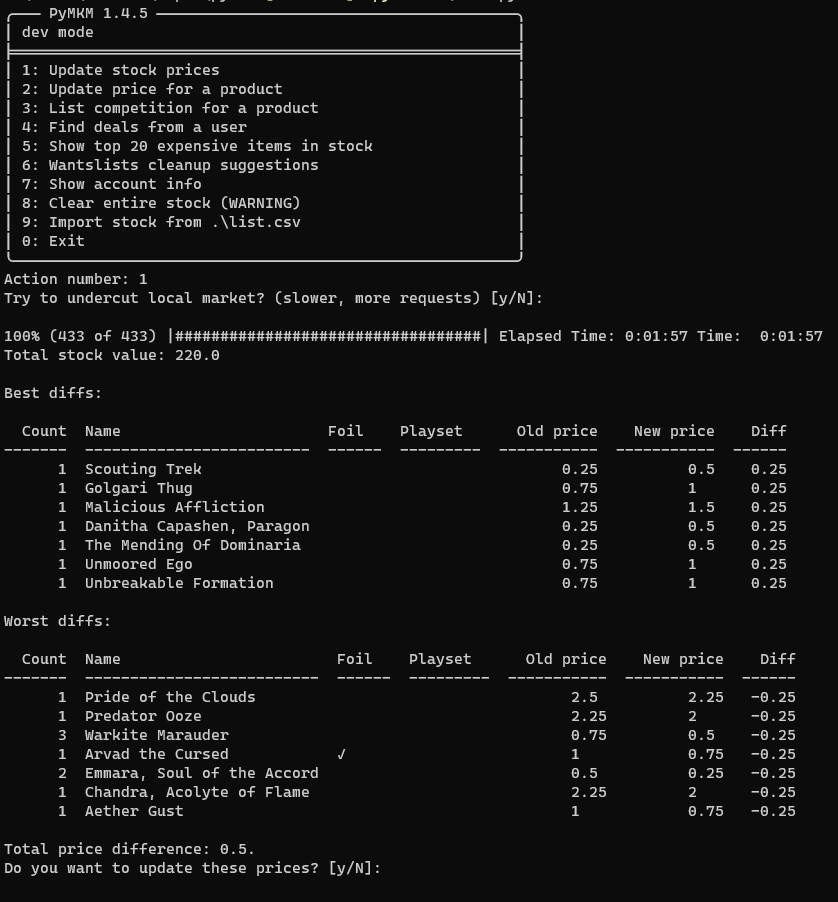 PyMKM 1.4.5
dev mode
1: Update stock prices
2: Update price for a product
3: List competition for a product
4: Find deals from a user
5: Show top 20 expensive items in stock
6: Wantslists cleanup suggestions
7: Show account info
8: Clear entire stock (WARNING)
9: Import stock from .\list.csv
0: Exit
Action number: 1
Try to undercut local market? (slower, more requests) [y/N]:
100% (433 of 433) |##################################| Elapsed Time: 0:01:57 Time:  0:01:57
Total stock value: 220.0
Best diffs:
Count  Name  Foil  Playset  Old price  New price  Diff
-------  -------------------------  ------  ---------  -----------  -----------  ------
1  Scouting Trek  0.25  0.5  0.25
1  Golgari Thug  0.75  1  0.25
1  Malicious Affliction  1.25  1.5  0.25
1  Danitha Capashen, Paragon  0.25  0.5  0.25
1  The Mending Of Dominaria  0.25  0.5  0.25
1  Unmoored Ego  0.75  1  0.25
1  Unbreakable Formation  0.75  1  0.25
Worst diffs:
Count  Name  Foil  Playset  Old price  New price  Diff
-------  --------------------------  ------  ---------  -----------  -----------  ------
1  Pride of the Clouds  2.5  2.25  -0.25
1  Predator Ooze  2.25  2  -0.25
3  Warkite Marauder  0.75  0.5  -0.25
1  Arvad the Cursed  ✓  1  0.75  -0.25
2  Emmara, Soul of the Accord  0.5  0.25  -0.25
1  Chandra, Acolyte of Flame  2.25  2  -0.25
1  Aether Gust  1  0.75  -0.25
Total price difference: 0.5.
Do you want to update these prices? [y/N]: